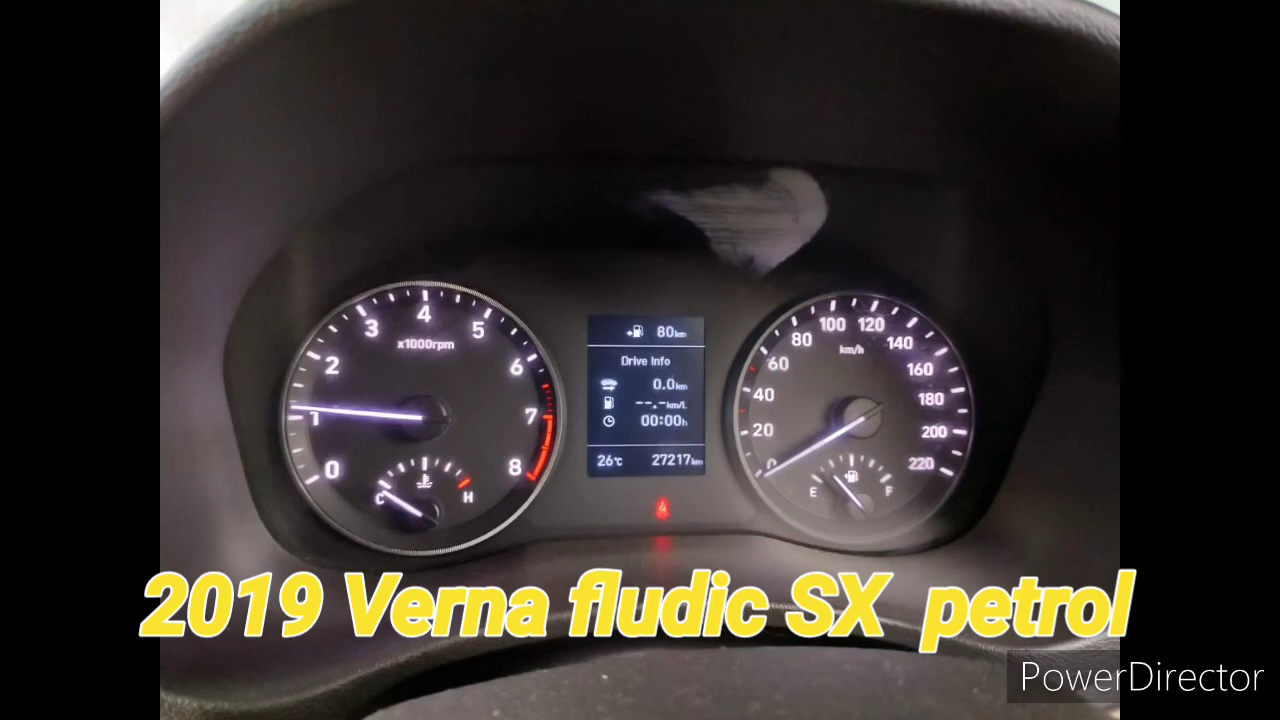 4
3
5
x1000rpm
2
6
1
7
0
8
C
H
80km
Drive Info
0.0km
--.-km/L
00:00h
26℃ 27217km
100 120
80
140
km/h
60
160
40
180
20
200
0
220
E
F
2019 Verna fludic SX petrol
PowerDirector